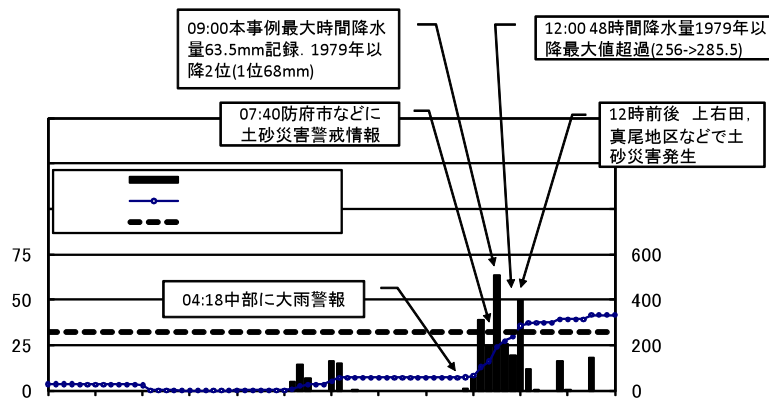 09:00本事例最大時間降水
量63.5mm記録．1979年以
降2位(1位68mm)
12:00 48時間降水量1979年以
降最大値超過(256->285.5)
07:40防府市などに
土砂災害警戒情報
12時前後　上右田，
真尾地区などで土
砂災害発生
04:18中部に大雨警報
75
50
25
0
600
400
200
0